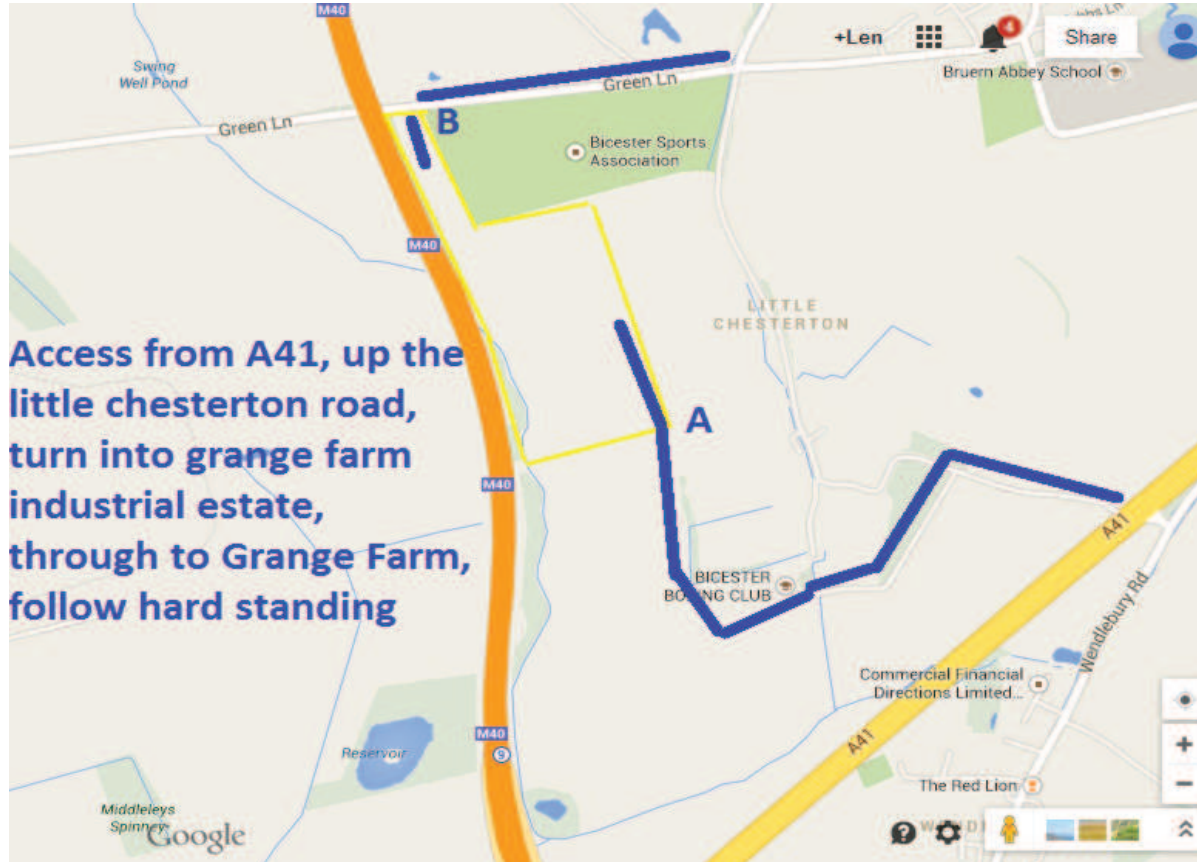 M40
+Len
4
Share
Bruern Abbey School
Swing
Well Pond
Green Ln
Green Ln
B
Bicester Sports
Association
M40
LITTLE
CHESTERTON
Access from A41, up the
little chesterton road,
turn into grange farm
industrial estate,
through to Grange Farm,
follow hard standing
A
M40
A41
BICESTER
BOXING CLUB
Wendlebury Rd
Commercial Financial
Directions Limited...
A41
M40
9
Reservoir
The Red Lion
Middleleys
Spinney
Google
?
+
−